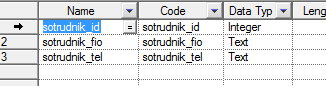 Name Code Data Typ Leng
sotrudnik_id = sotrudnik_id Integer
2 sotrudnik_fio sotrudnik_fio Text
3 sotrudnik_tel sotrudnik_tel Text